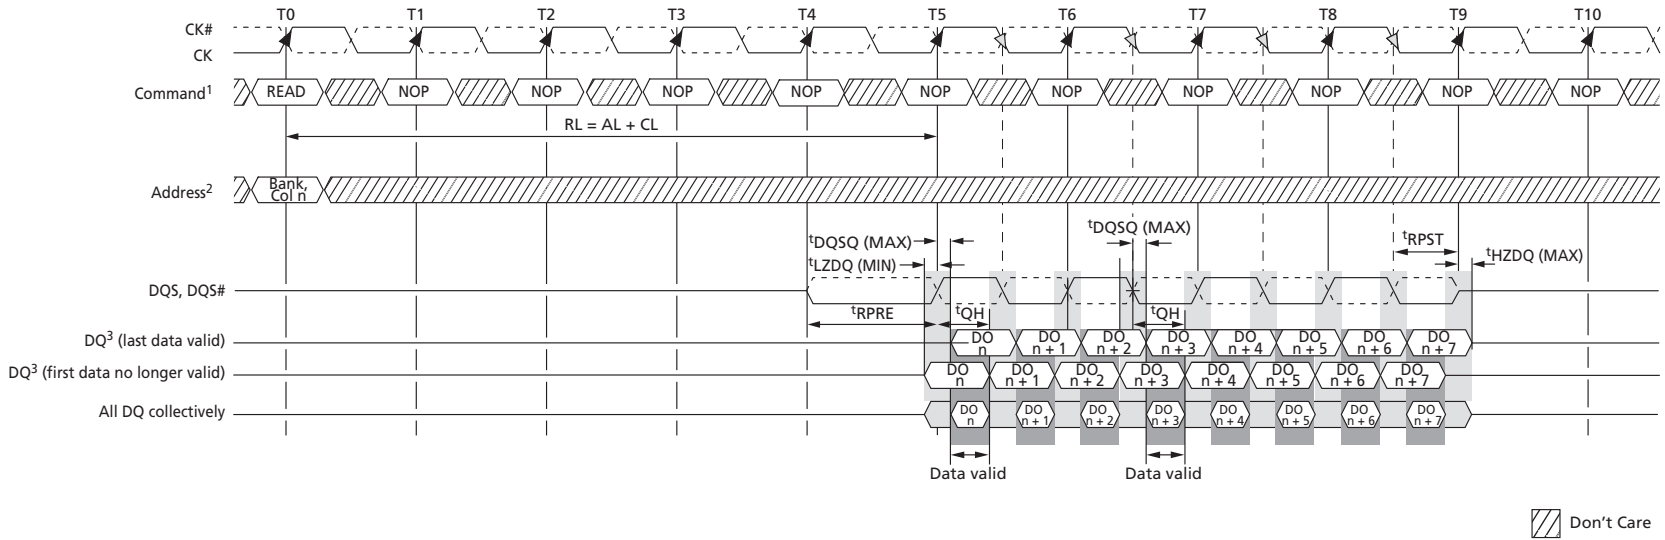 T0 T1 T2 T3 T4 T5 T6 T7 T8 T9 T10
CK#
CK
Command1 READ NOP NOP NOP NOP NOP NOP NOP NOP NOP NOP
RL = AL + CL
Address2 Bank,
Col n
tDQSQ (MAX) tDQSQ (MAX) tRPST
tLZDQ (MIN) tHZDQ (MAX)
DQS, DQS#
tRPRE tQH tQH
DQ3 (last data valid) DO
n DO
n + 1 DO
n + 2 DO
n + 3 DO
n + 4 DO
n + 5 DO
n + 6 DO
n + 7
DQ3 (first data no longer valid) DO
n DO
n + 1 DO
n + 2 DO
n + 3 DO
n + 4 DO
n + 5 DO
n + 6 DO
n + 7
All DQ collectively DO
n DO
n + 1 DO
n + 2 DO
n + 3 DO
n + 4 DO
n + 5 DO
n + 6 DO
n + 7
Data valid Data valid
Don't Care